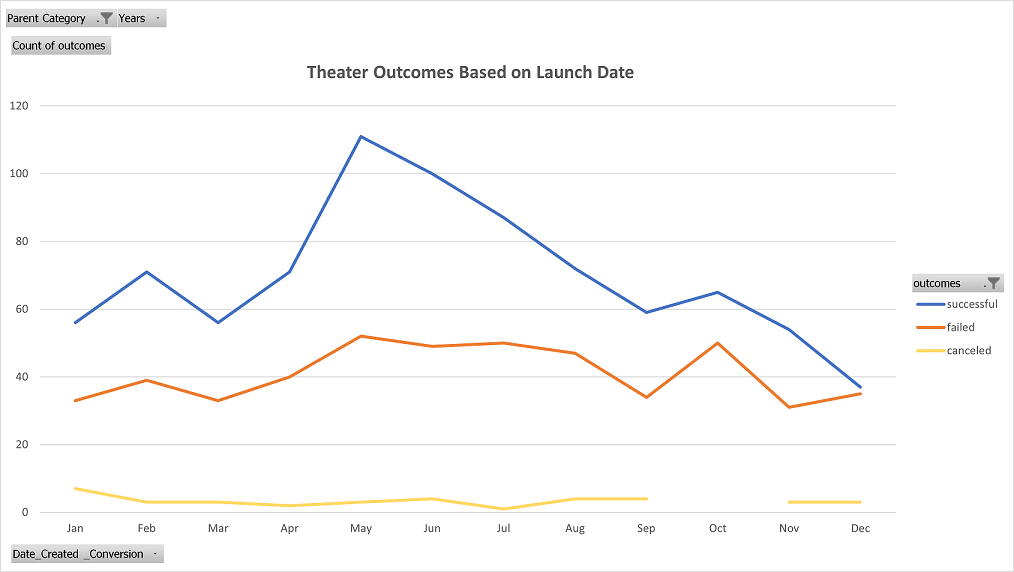 Parent Category Years
Count of outcomes
Theater Outcomes Based on Launch Date
120
100
80
60
40
20
0
Jan Feb Mar Apr May Jun Jul Aug Sep Oct Nov Dec
outcomes
successful
failed
canceled
Date_Created _Conversion